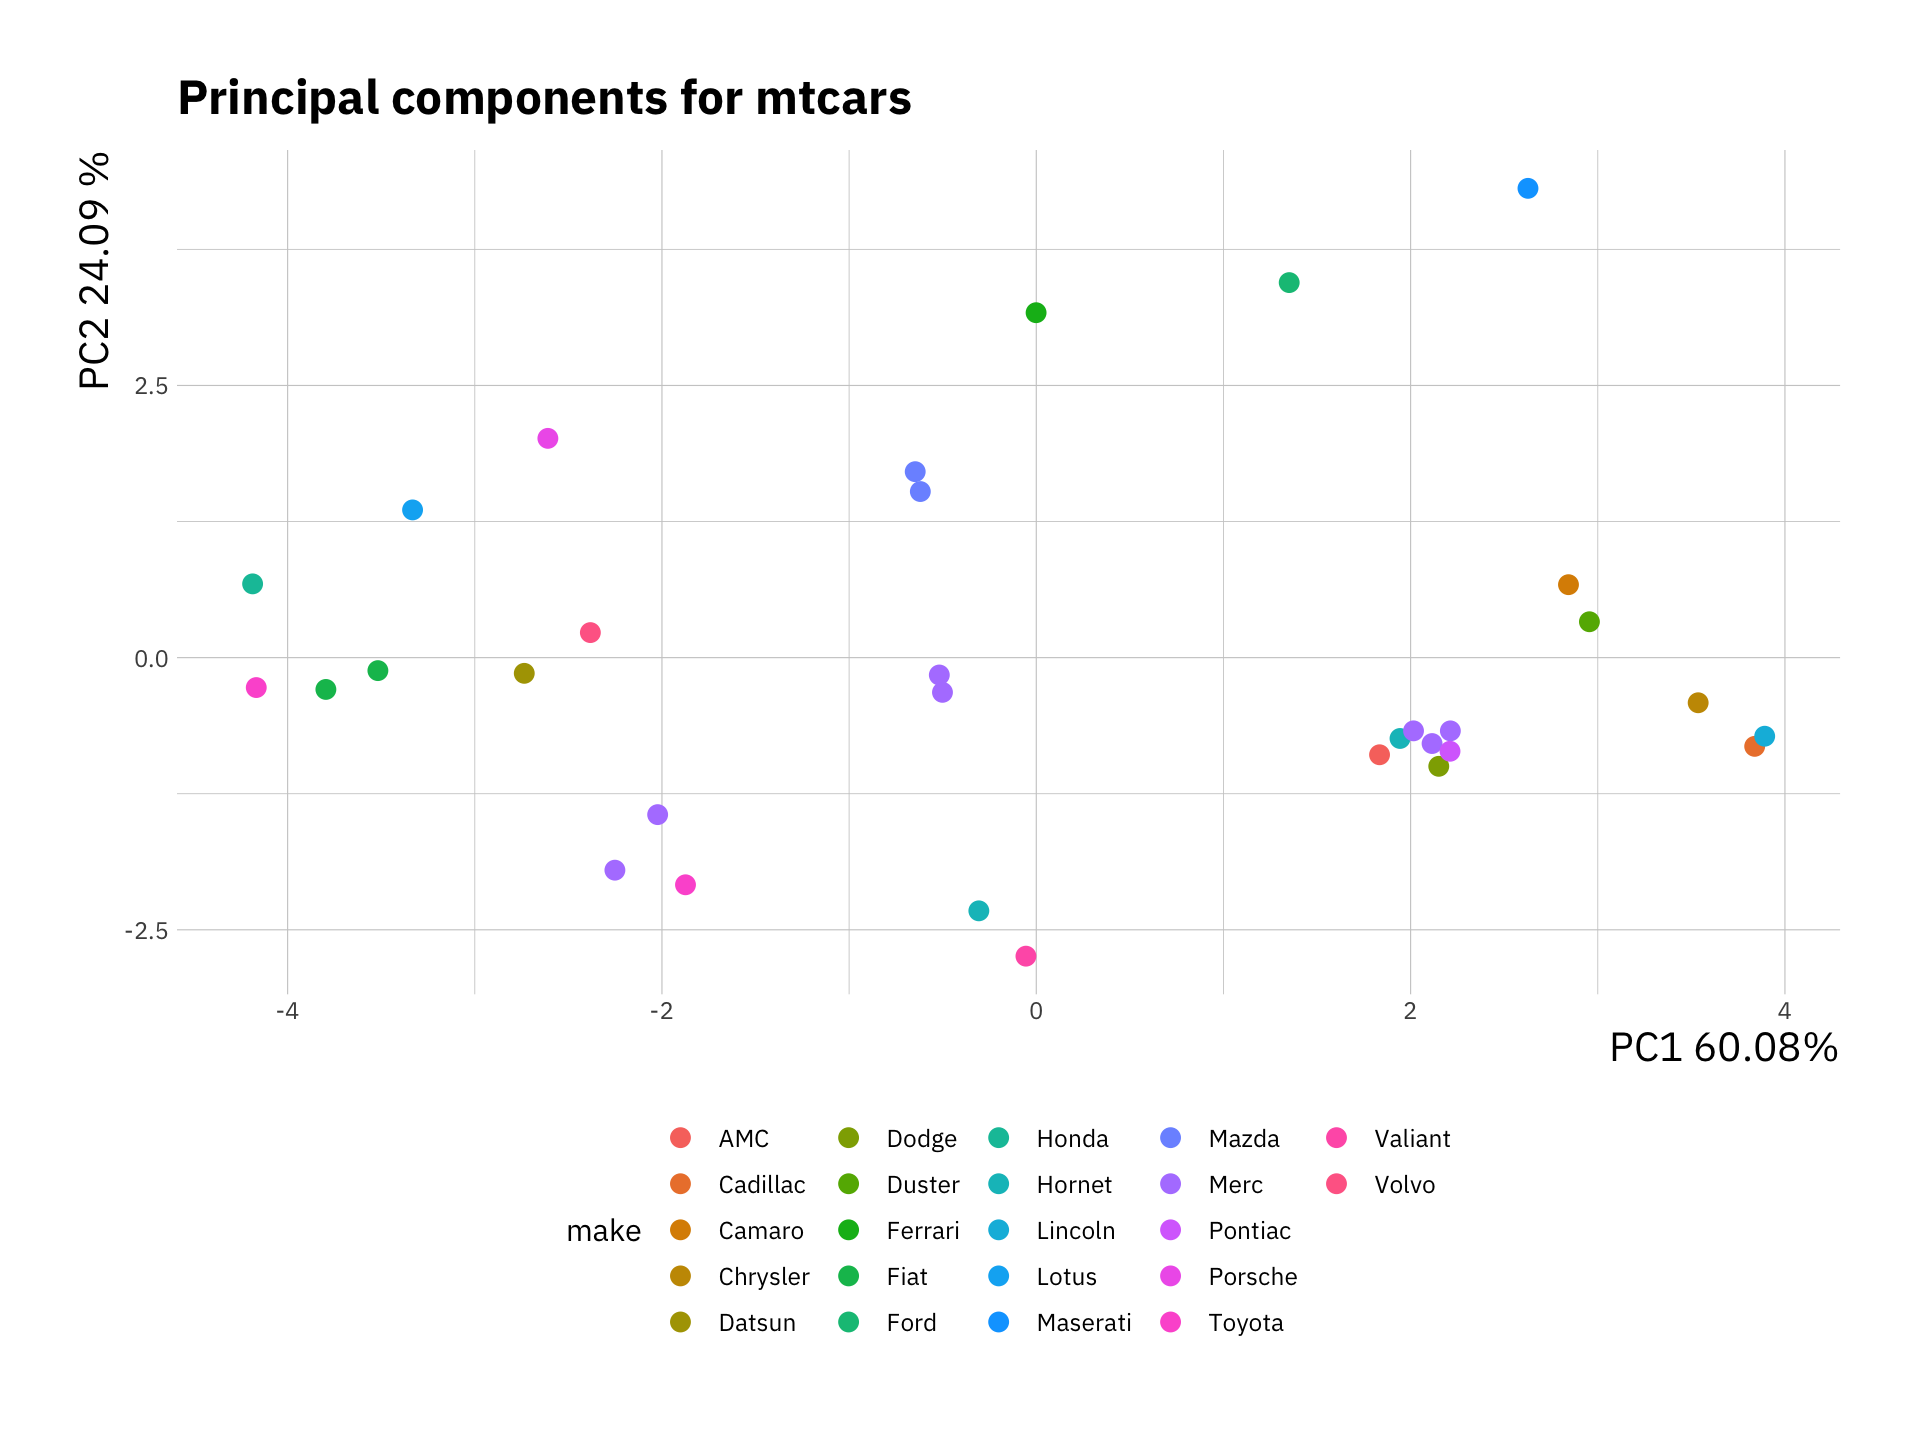 Principal components for mtcars
PC2 24.09 %
2.5
0.0
-2.5
-4 -2 0 2 4
PC1 60.08%
make
AMC Dodge Honda Mazda Valiant
Cadillac Duster Hornet Merc Volvo
Camaro Ferrari Lincoln Pontiac
Chrysler Fiat Lotus Porsche
Datsun Ford Maserati Toyota